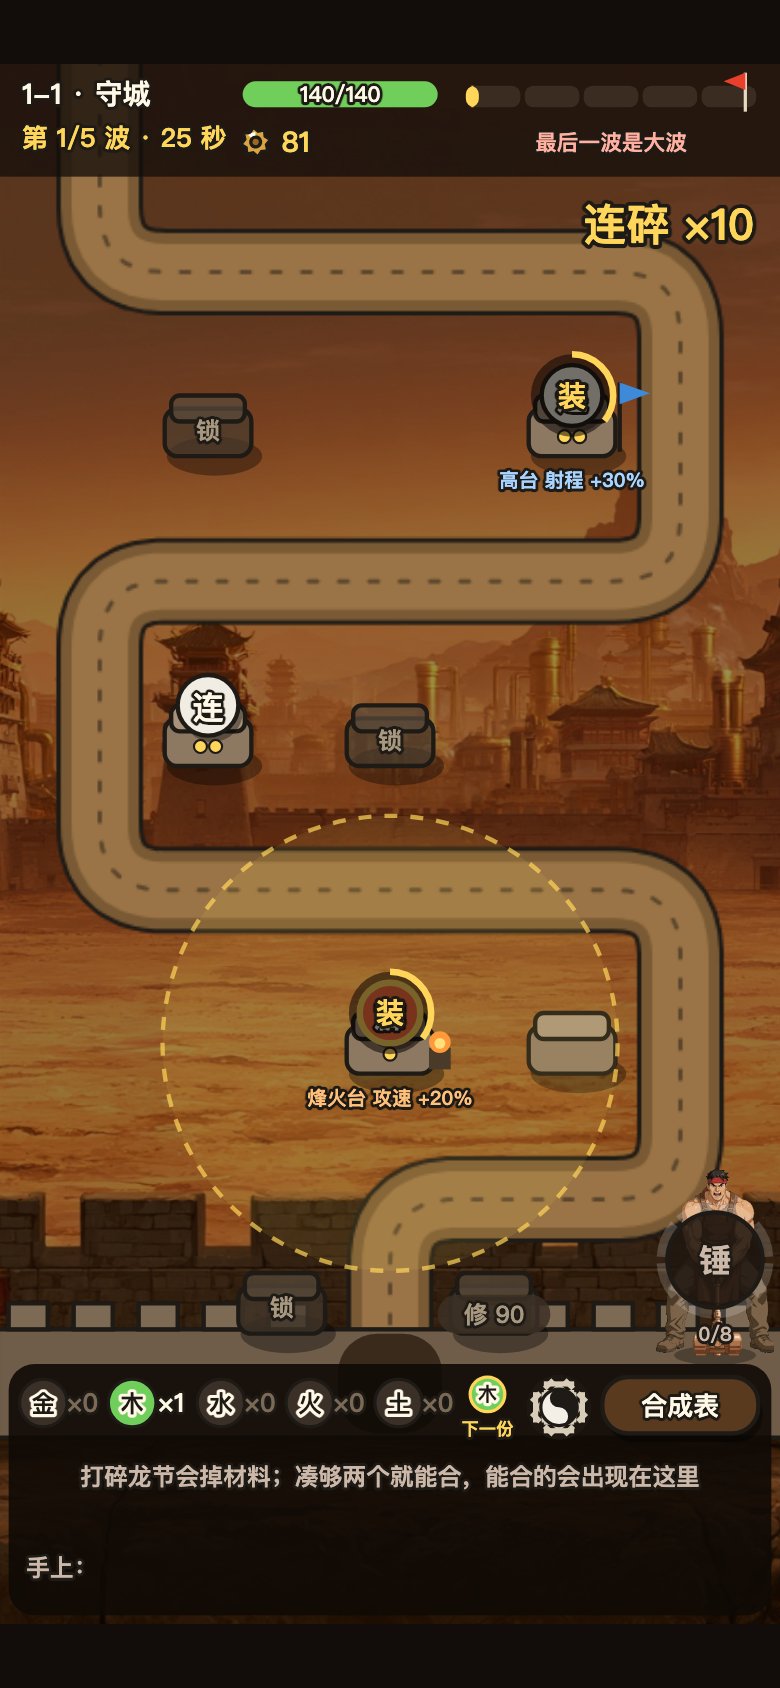 1–1 · 守城
140/140
第 1/5 波 · 25 秒
81
最后一波是大波
连碎 ×10
装
锁
高台 射程 +30%
连
锁
装
烽火台 攻速 +20%
锤
锁
修 90
0/8
金 ×0 木 ×1 水 ×0 火 ×0 土 ×0 木 合成表
下一份
打碎龙节会掉材料；凑够两个就能合，能合的会出现在这里
手上：